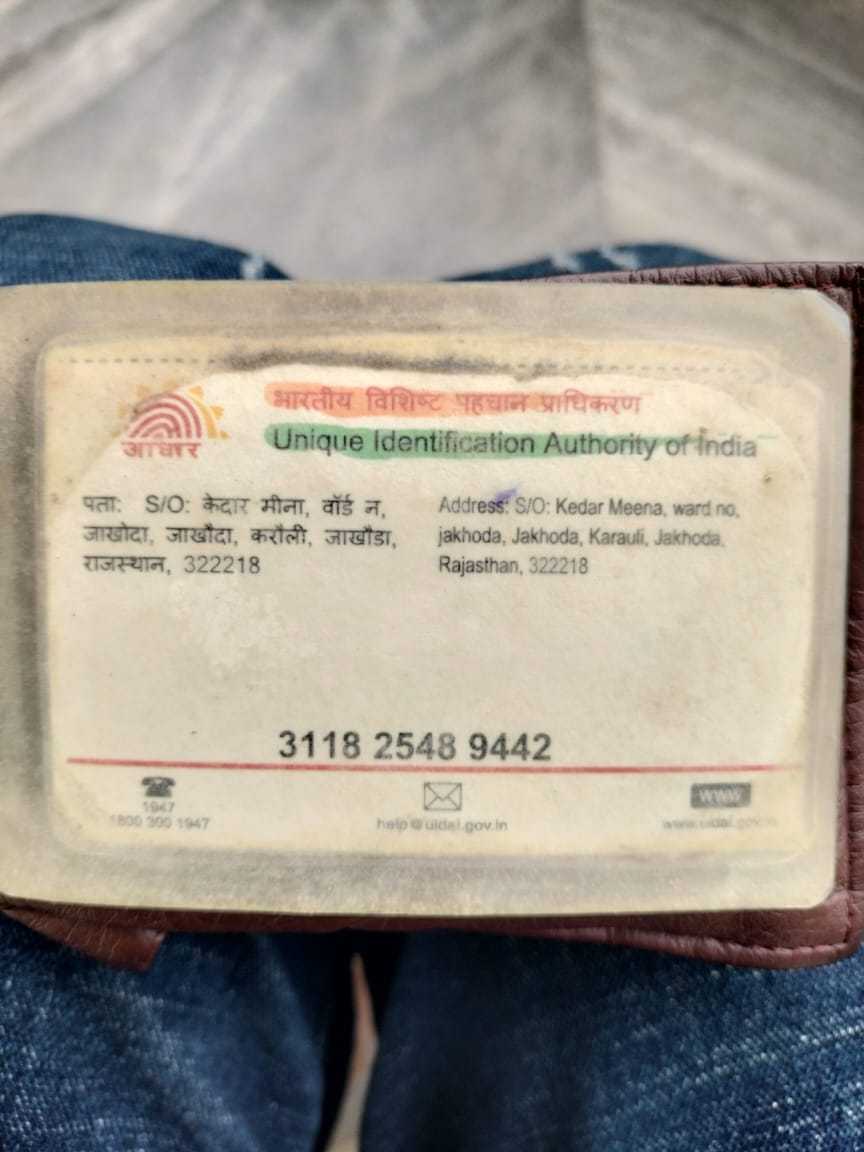 भारतीय विशिष्ट पहचान प्राधिकरण
Unique Identification Authority of India
आधार
पता: S/O: केदार मीना, वॉर्ड न,
जाखोदा, जाखौदा, करौली, जाखौडा,
राजस्थान, 322218
Address: S/O: Kedar Meena, ward no,
jakhoda, Jakhoda, Karauli, Jakhoda,
Rajasthan, 322218
3118 2548 9442
1947
1800 300 1947
help@uidai.gov.in
www
www.uidai.gov.in